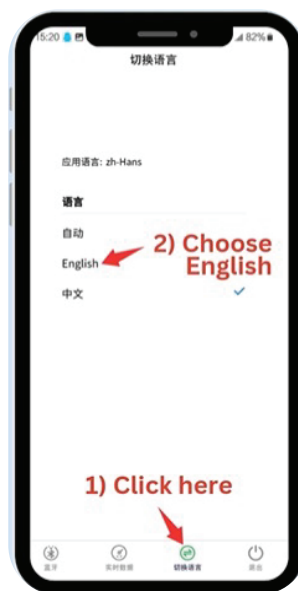 15:20
82%
切换语言
应用语言: zh-Hans
语言
自动
English
中文
2) Choose
English
1) Click here
蓝牙
实时数据
切换语言
退出